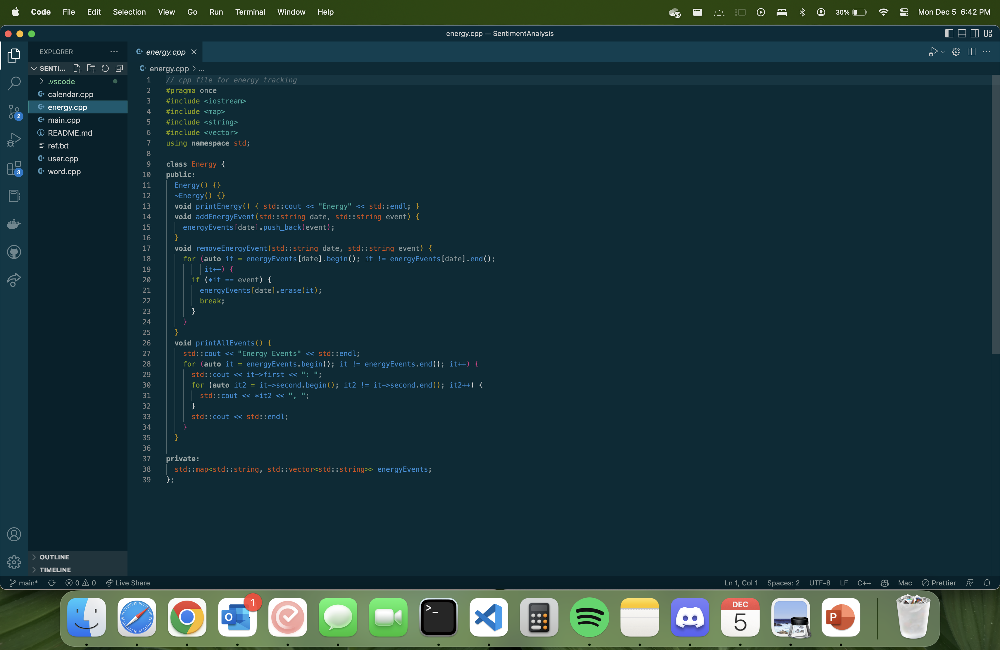 Code File Edit Selection View Go Run Terminal Window Help 30% Mon Dec 5 6:42 PM
energy.cpp — SentimentAnalysis
EXPLORER
SENTI...
.vscode
calendar.cpp
energy.cpp
main.cpp
README.md
ref.txt
user.cpp
word.cpp
OUTLINE
TIMELINE
2
3
energy.cpp
energy.cpp > ...
1 // cpp file for energy tracking
2 #pragma once
3 #include <iostream>
4 #include <map>
5 #include <string>
6 #include <vector>
7 using namespace std;
8
9 class Energy {
10 public:
11 Energy() {}
12 ~Energy() {}
13 void printEnergy() { std::cout << "Energy" << std::endl; }
14 void addEnergyEvent(std::string date, std::string event) {
15 energyEvents[date].push_back(event);
16 }
17 void removeEnergyEvent(std::string date, std::string event) {
18 for (auto it = energyEvents[date].begin(); it != energyEvents[date].end();
19 it++) {
20 if (*it == event) {
21 energyEvents[date].erase(it);
22 break;
23 }
24 }
25 }
26 void printAllEvents() {
27 std::cout << "Energy Events" << std::endl;
28 for (auto it = energyEvents.begin(); it != energyEvents.end(); it++) {
29 std::cout << it->first << ": ";
30 for (auto it2 = it->second.begin(); it2 != it->second.end(); it2++) {
31 std::cout << *it2 << ", ";
32 }
33 std::cout << std::endl;
34 }
35 }
36
37 private:
38 std::map<std::string, std::vector<std::string>> energyEvents;
39 };
main* 0 0 Live Share Ln 1, Col 1 Spaces: 2 UTF-8 LF C++ Mac Prettier
O
1
>_
DEC
5
P